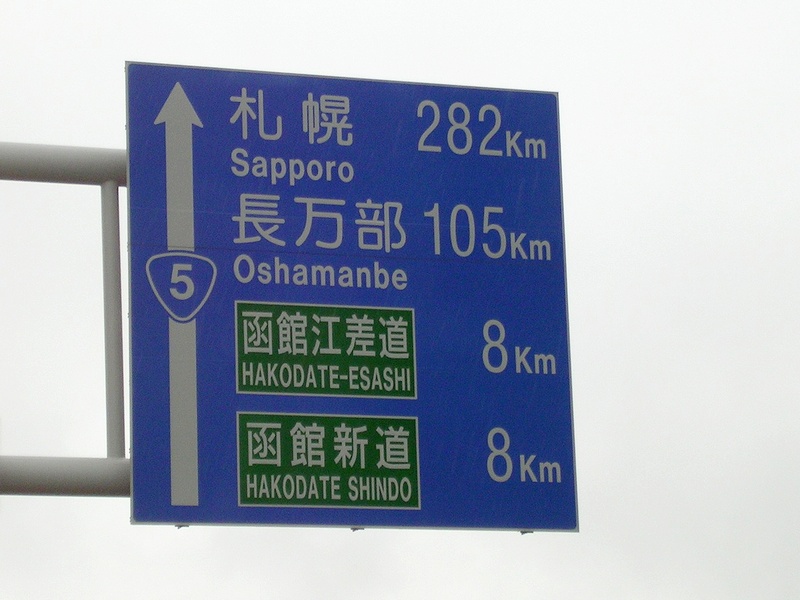 札幌 282Km
Sapporo
長万部 105Km
Oshamanbe
5
函館江差道 8Km
HAKODATE-ESASHI
函館新道 8Km
HAKODATE SHINDO